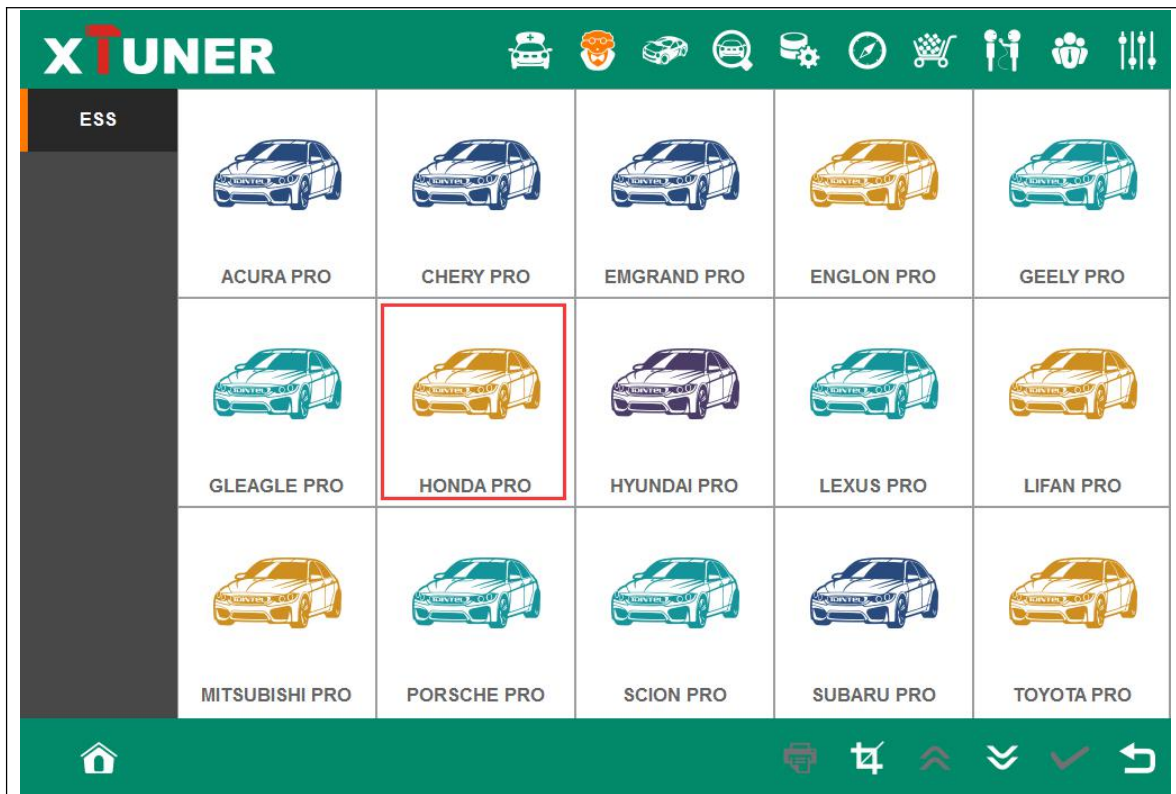 XTUNER
ESS
ACURA PRO
CHERY PRO
EMGRAND PRO
ENGLON PRO
GEELY PRO
GLEAGLE PRO
HONDA PRO
HYUNDAI PRO
LEXUS PRO
LIFAN PRO
MITSUBISHI PRO
PORSCHE PRO
SCION PRO
SUBARU PRO
TOYOTA PRO